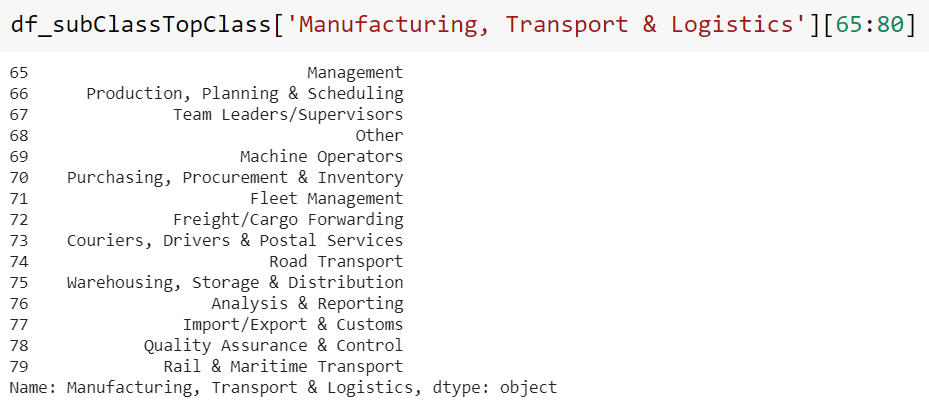 df_subClassTopClass['Manufacturing, Transport & Logistics'][65:80]
65 Management
66 Production, Planning & Scheduling
67 Team Leaders/Supervisors
68 Other
69 Machine Operators
70 Purchasing, Procurement & Inventory
71 Fleet Management
72 Freight/Cargo Forwarding
73 Couriers, Drivers & Postal Services
74 Road Transport
75 Warehousing, Storage & Distribution
76 Analysis & Reporting
77 Import/Export & Customs
78 Quality Assurance & Control
79 Rail & Maritime Transport
Name: Manufacturing, Transport & Logistics, dtype: object